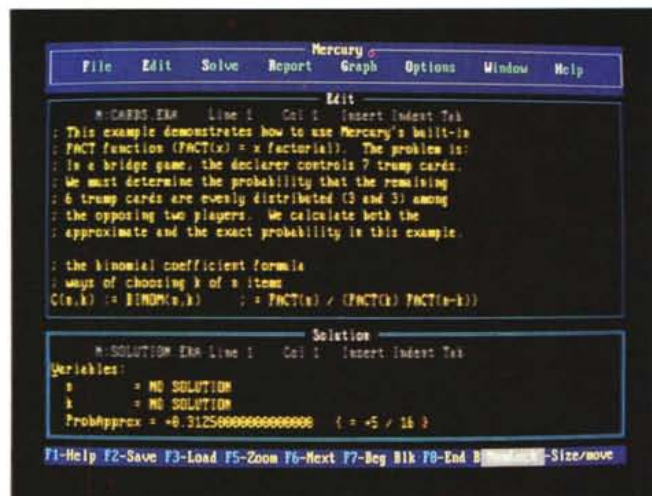 Mercury
File Edit Solve Report Graph Options Window Help
Edit
M:CARDS.EKA Line 1 Col 1 Insert Indent Tab
; This example demonstrates how to use Mercury's built-in
; FACT function (FACT(x) = x factorial). The problem is:
; In a bridge game, the declarer controls 7 trump cards.
; We must determine the probability that the remaining
; 6 trump cards are evenly distributed (3 and 3) among
; the opposing two players. We calculate both the
; approximate and the exact probability in this example.
; the binomial coefficient formula
; ways of choosing k of n items
C(n,k) := BINOM(n,k) ; = FACT(n) / (FACT(k) FACT(n-k))
Solution
M:SOLUTION.EKA Line 1 Col 1 Insert Indent Tab
Variables:
n = NO SOLUTION
k = NO SOLUTION
ProbApprox = +0.3125000000000000 { = +5 / 16 }
F1-Help F2-Save F3-Load F5-Zoom F6-Next F7-Beg Blk F8-End B -Size/move